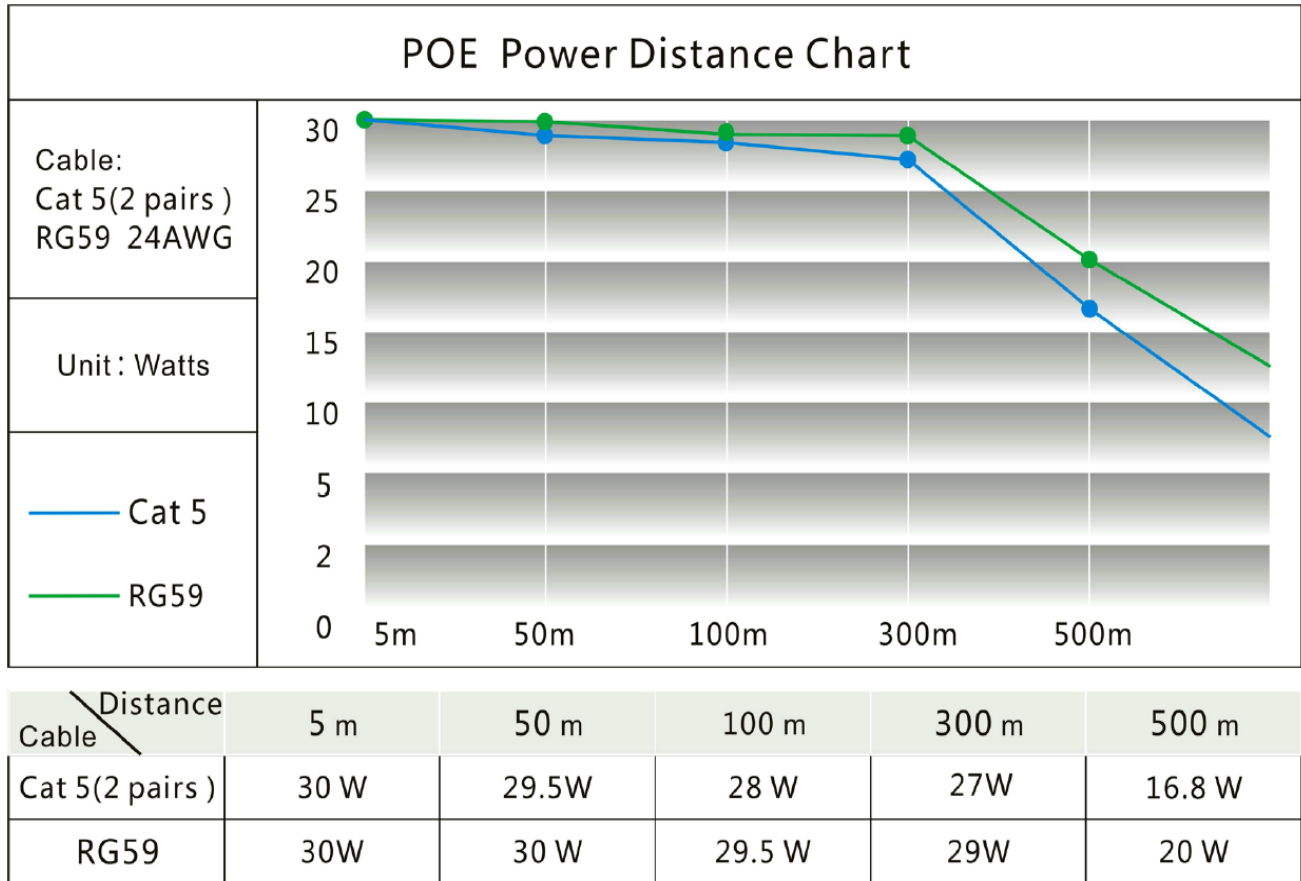 POE Power Distance Chart
Cable:
Cat 5(2 pairs )
RG59 24AWG
Unit : Watts
Cat 5
RG59
30
25
20
15
10
5
2
0
5m 50m 100m 300m 500m
Distance
Cable
5 m 50 m 100 m 300 m 500 m
Cat 5(2 pairs ) 30 W 29.5W 28 W 27W 16.8 W
RG59 30W 30 W 29.5 W 29W 20 W